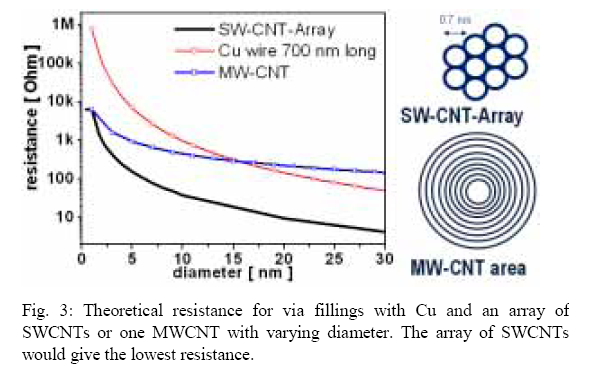 1M
100k
10k
1k
100
10
resistance [ Ohm ]
0
5
10
15
20
25
30
diameter [ nm ]
SW-CNT-Array
Cu wire 700 nm long
MW-CNT
0.7 nm
SW-CNT-Array
MW-CNT area
Fig. 3: Theoretical resistance for via fillings with Cu and an array of
SWCNTs or one MWCNT with varying diameter. The array of SWCNTs
would give the lowest resistance.